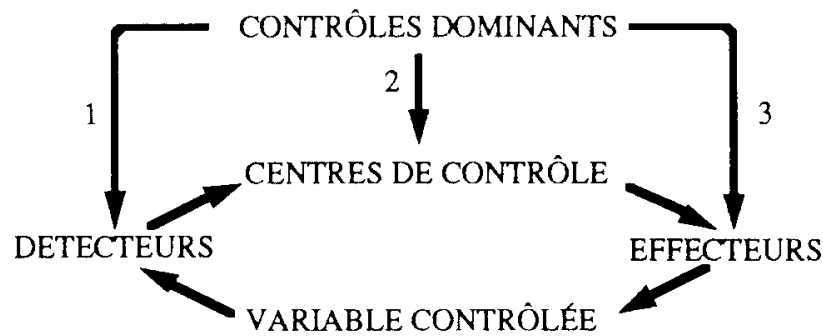 CONTRÔLES DOMINANTS
1
2
3
CENTRES DE CONTRÔLE
DETECTEURS
EFFECTEURS
VARIABLE CONTRÔLÉE